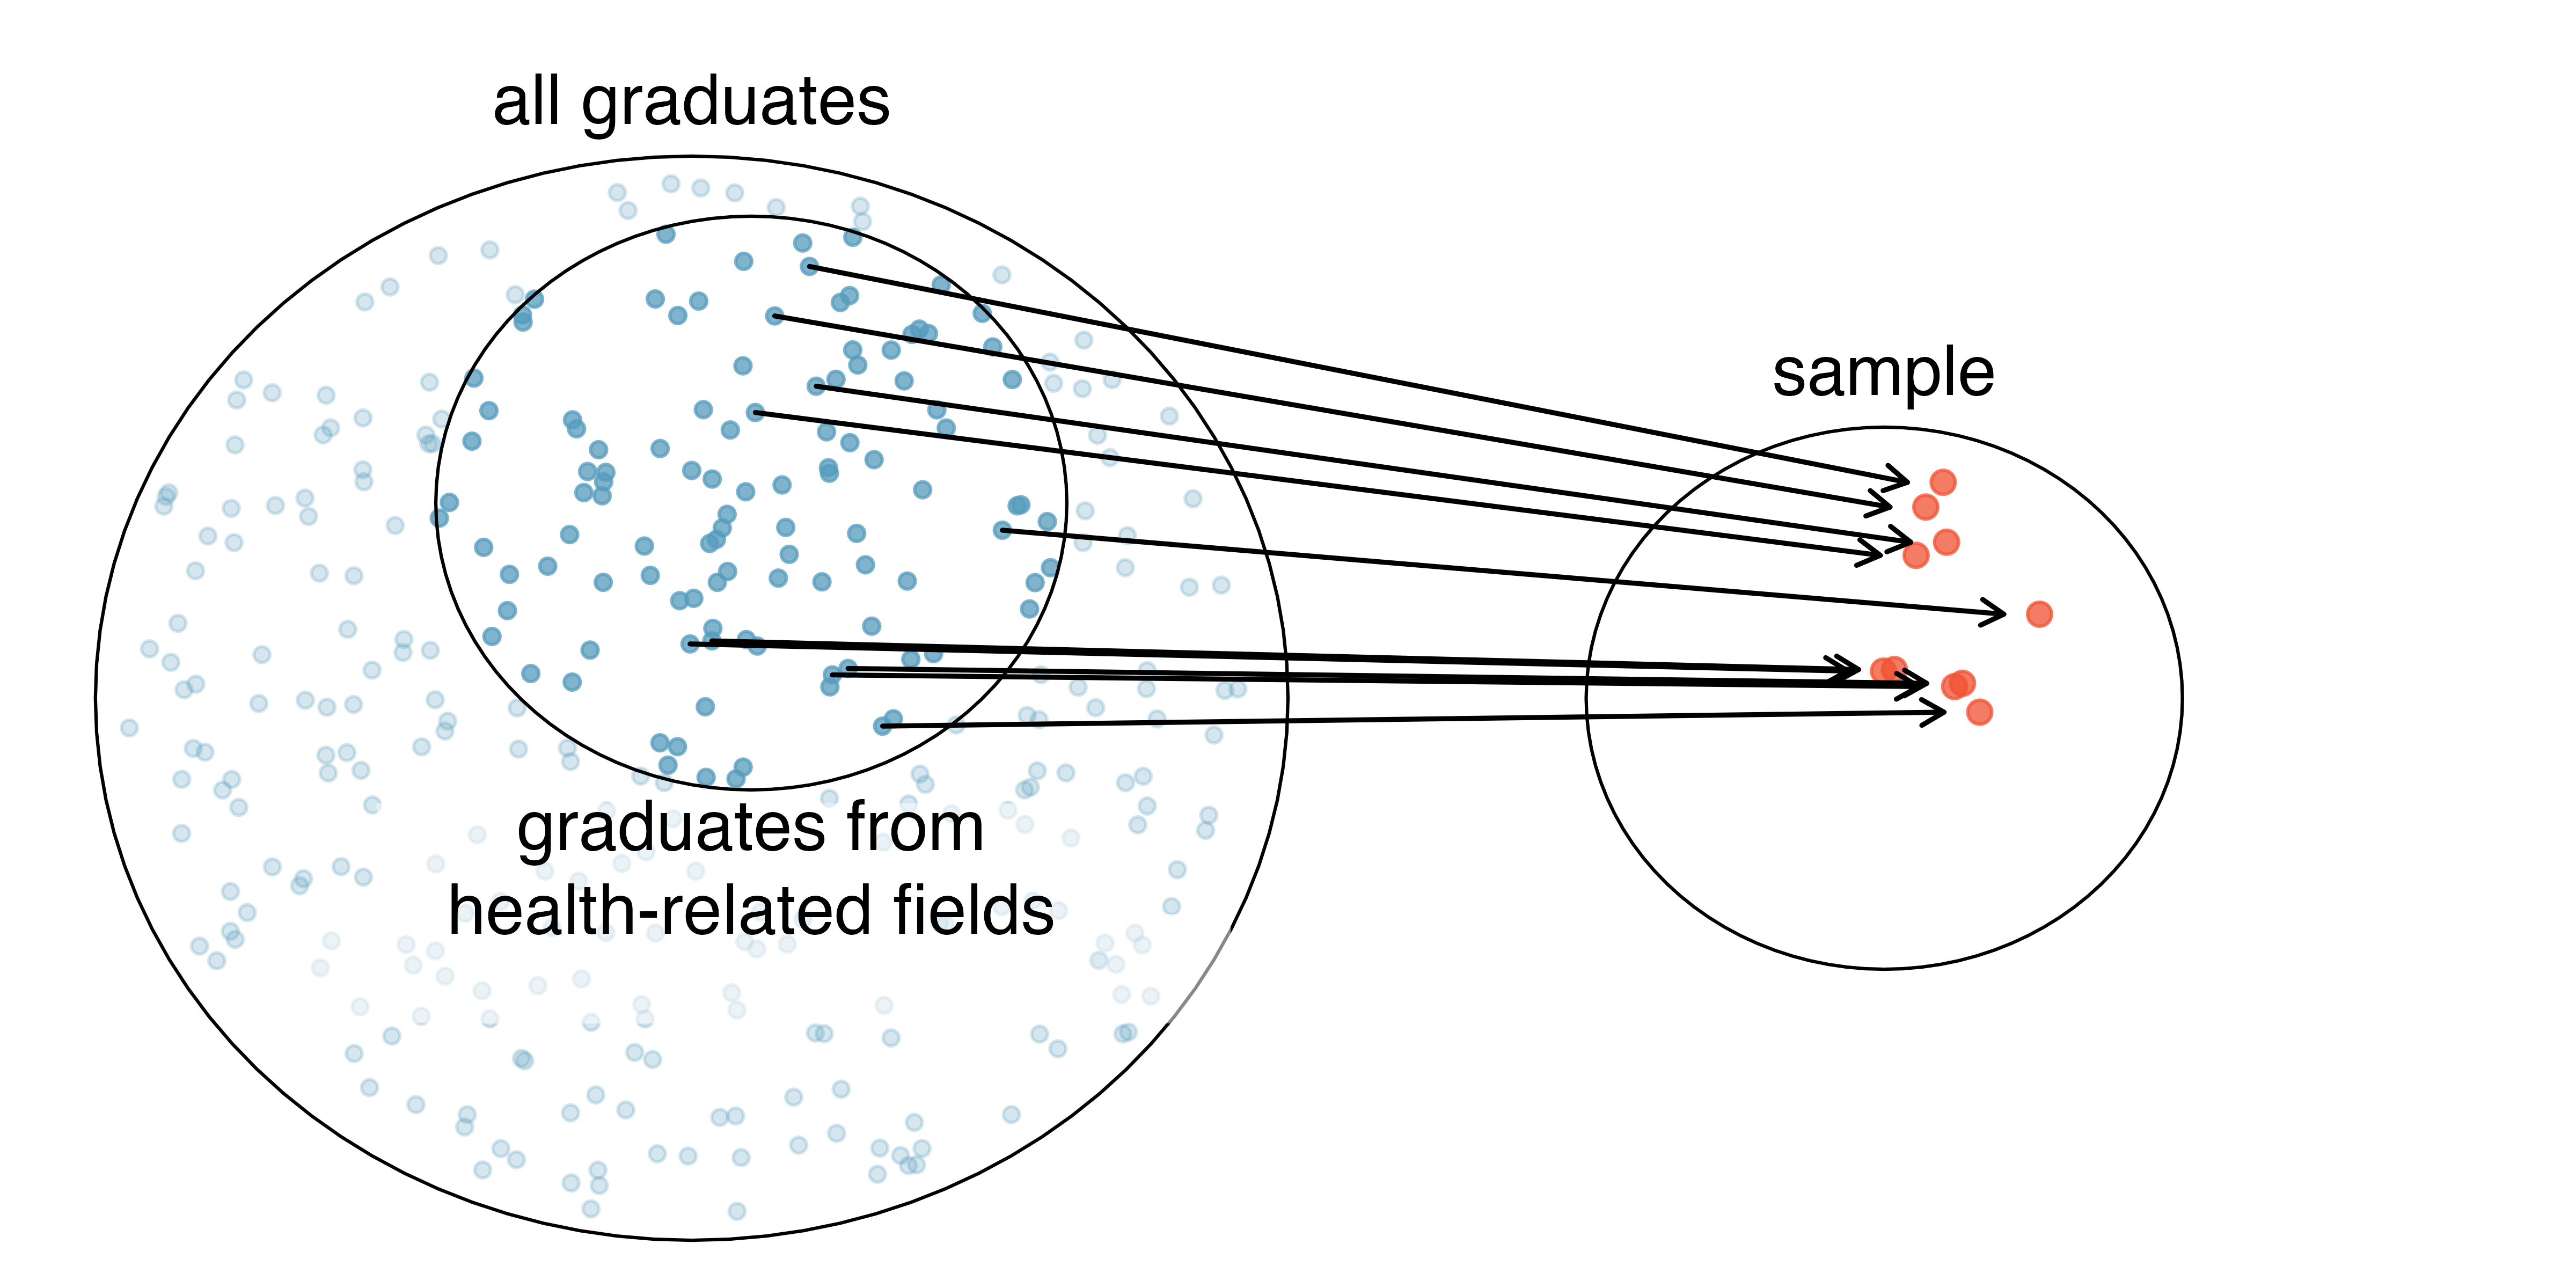 all graduates
sample
graduates from
health-related fields